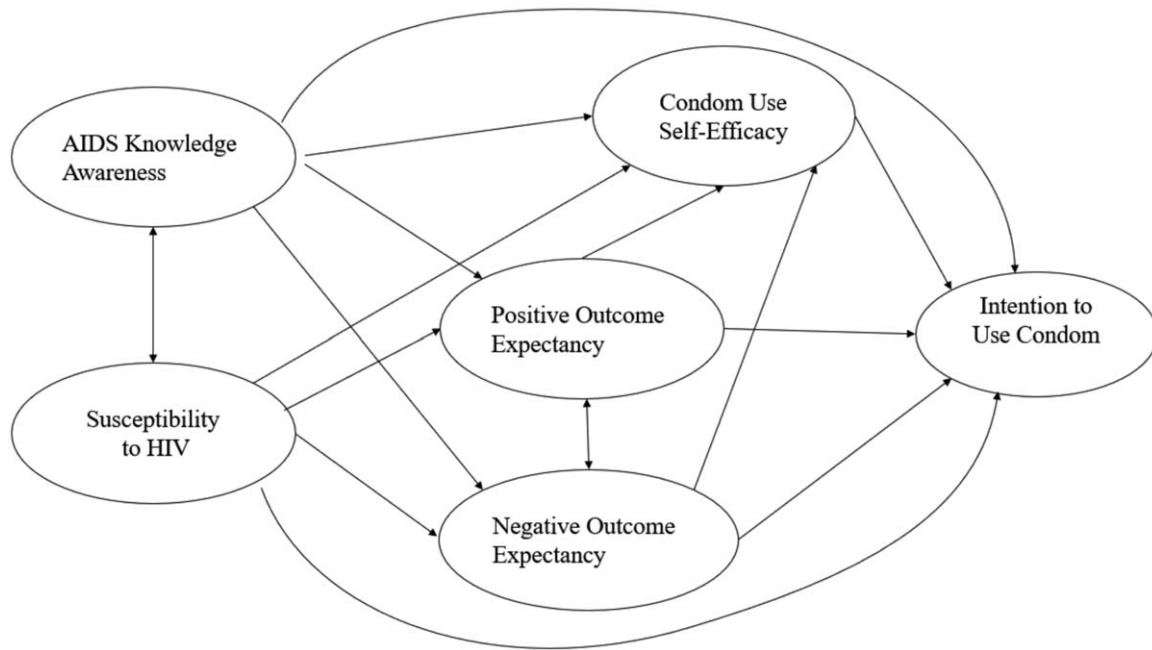 AIDS Knowledge
Awareness
Condom Use
Self-Efficacy
Positive Outcome
Expectancy
Intention to
Use Condom
Susceptibility
to HIV
Negative Outcome
Expectancy